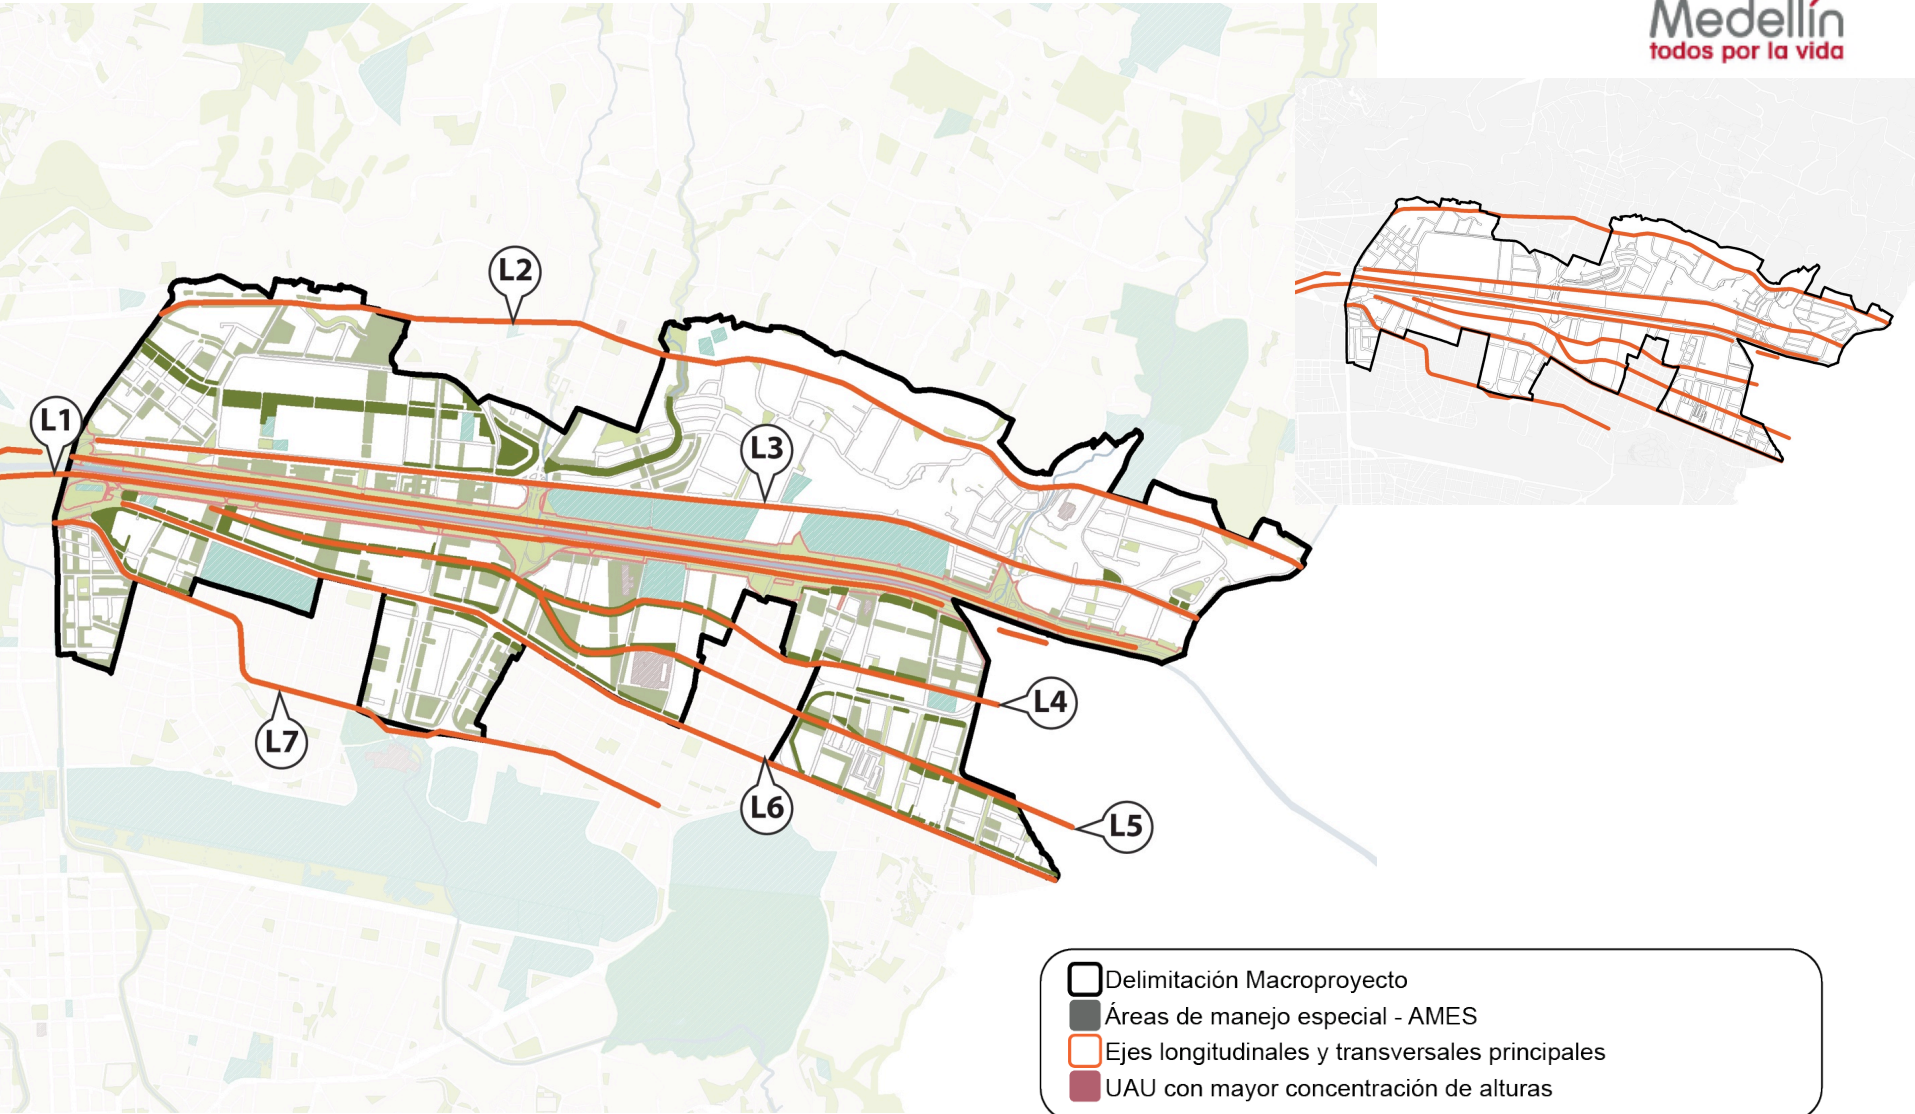 Medellín
todos por la vida
L2
L1
L3
L4
L7
L6
L5
Delimitación Macroproyecto
Áreas de manejo especial - AMES
Ejes longitudinales y transversales principales
UAU con mayor concentración de alturas